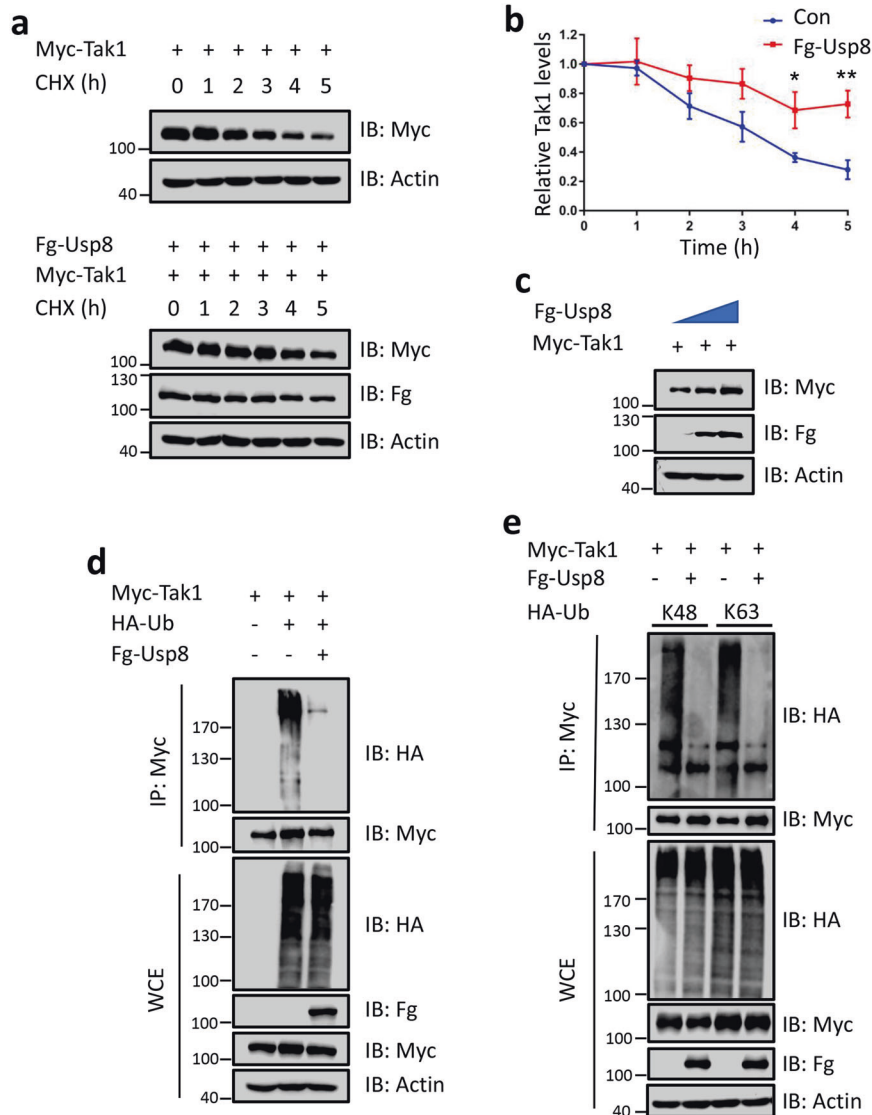 a
Myc-Tak1 + + + + + +
CHX (h) 0 1 2 3 4 5
IB: Myc
100
IB: Actin
40
Fg-Usp8 + + + + + +
Myc-Tak1 + + + + + +
CHX (h) 0 1 2 3 4 5
IB: Myc
100
130
IB: Fg
100
IB: Actin
40
b
Con
Fg-Usp8
Relative Tak1 levels
1.2
1.0
0.8
0.6
0.4
0.2
0.0
* **
0 1 2 3 4 5
Time (h)
c
Fg-Usp8
Myc-Tak1 + + +
IB: Myc
100
130
IB: Fg
100
IB: Actin
40
d
Myc-Tak1 + + +
HA-Ub - + +
Fg-Usp8 - - +
IP: Myc
170
130
IB: HA
100
IB: Myc
100
WCE
170
IB: HA
130
100
IB: Fg
100
IB: Myc
100
IB: Actin
40
e
Myc-Tak1 + + + +
Fg-Usp8 - + - +
HA-Ub K48 K63
IP: Myc
170
IB: HA
130
100
IB: Myc
100
WCE
170
IB: HA
130
100
IB: Myc
100
IB: Fg
100
IB: Actin
40